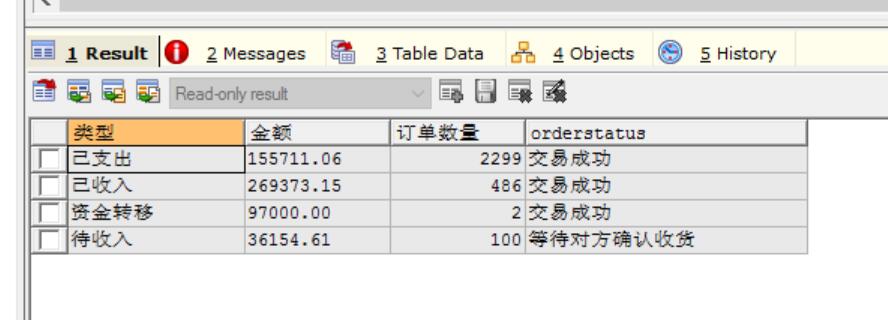 1 Result 2 Messages 3 Table Data 4 Objects 5 History
Read-only result
类型 金额 订单数量 orderstatus
已支出 155711.06 2299 交易成功
已收入 269373.15 486 交易成功
资金转移 97000.00 2 交易成功
待收入 36154.61 100 等待对方确认收货